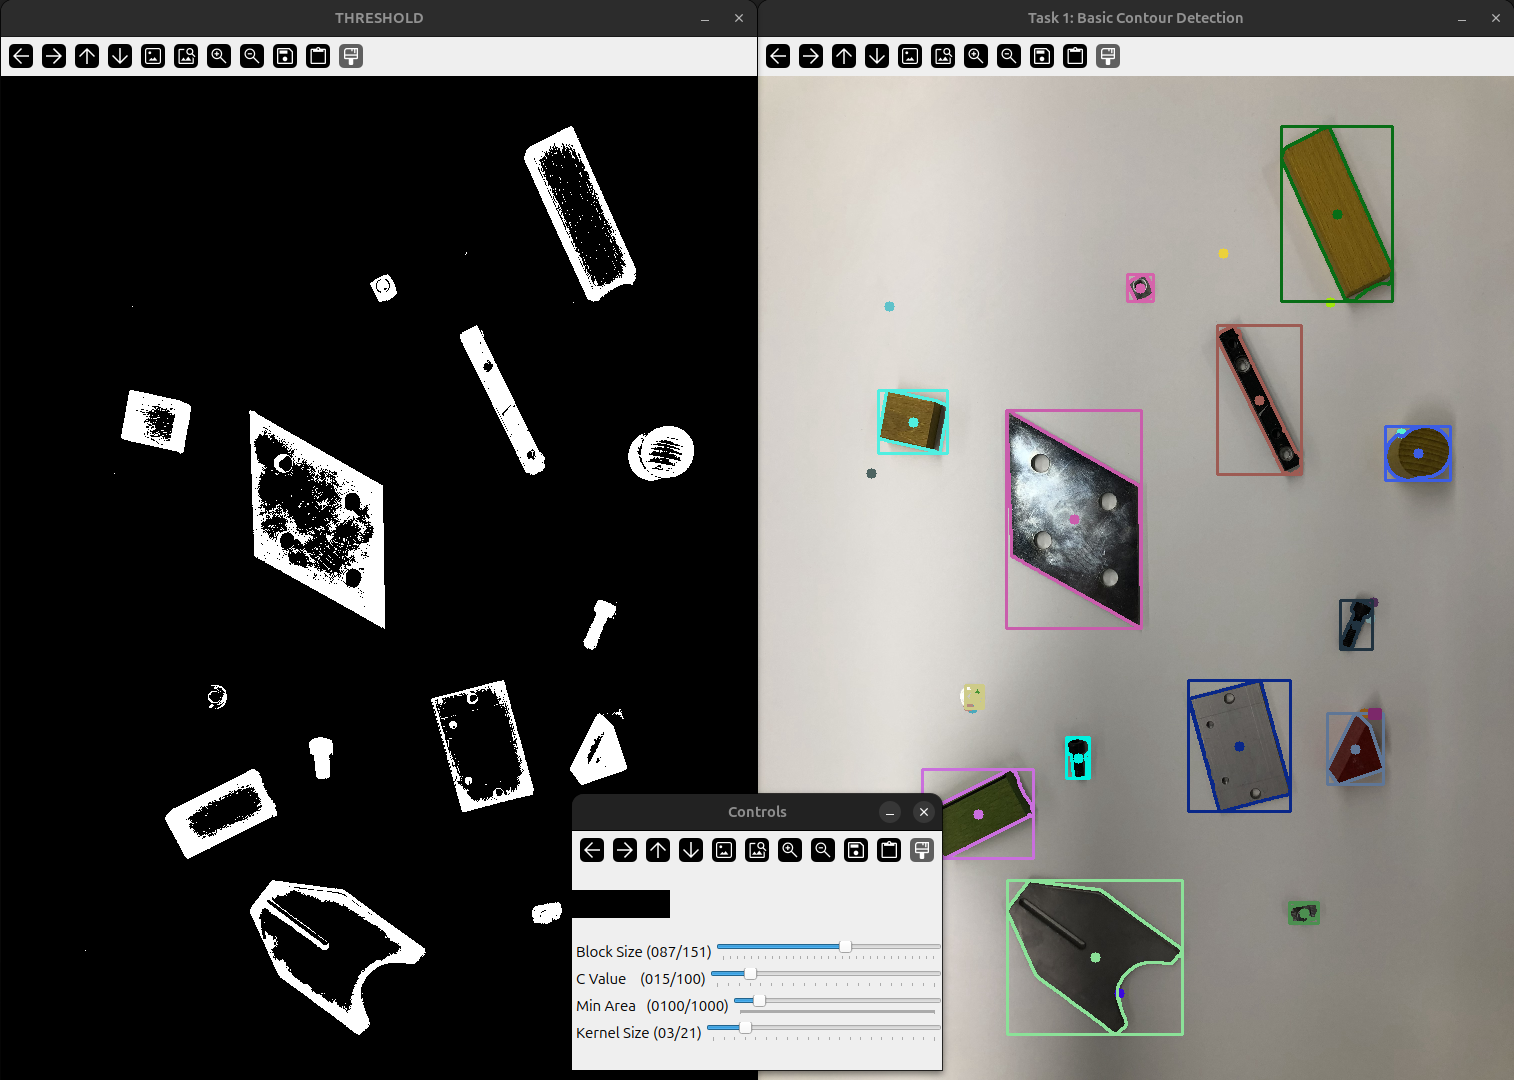 THRESHOLD
Task 1: Basic Contour Detection
Controls
Block Size (087/151)
C Value (015/100)
Min Area (0100/1000)
Kernel Size (03/21)